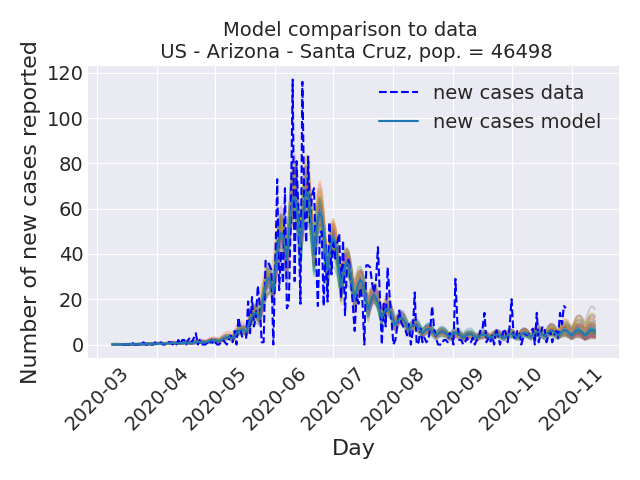 Model comparison to data
US - Arizona - Santa Cruz, pop. = 46498
new cases data
new cases model
Number of new cases reported
120
100
80
60
40
20
0
2020-03
2020-04
2020-05
2020-06
2020-07
2020-08
2020-09
2020-10
2020-11
Day